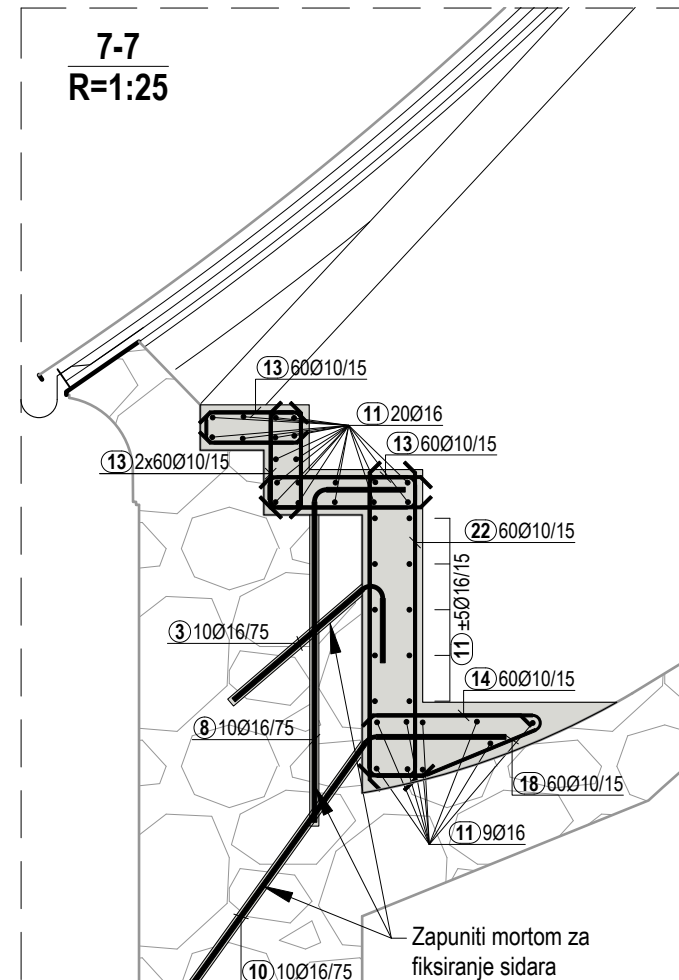 7-7
R=1:25
13 60Ø10/15
11 20Ø16
13 60Ø10/15
13 2x60Ø10/15
22 60Ø10/15
11 ±5Ø16/15
3 10Ø16/75
14 60Ø10/15
8 10Ø16/75
18 60Ø10/15
11 9Ø16
Zapuniti mortom za
fiksiranje sidara
10 10Ø16/75